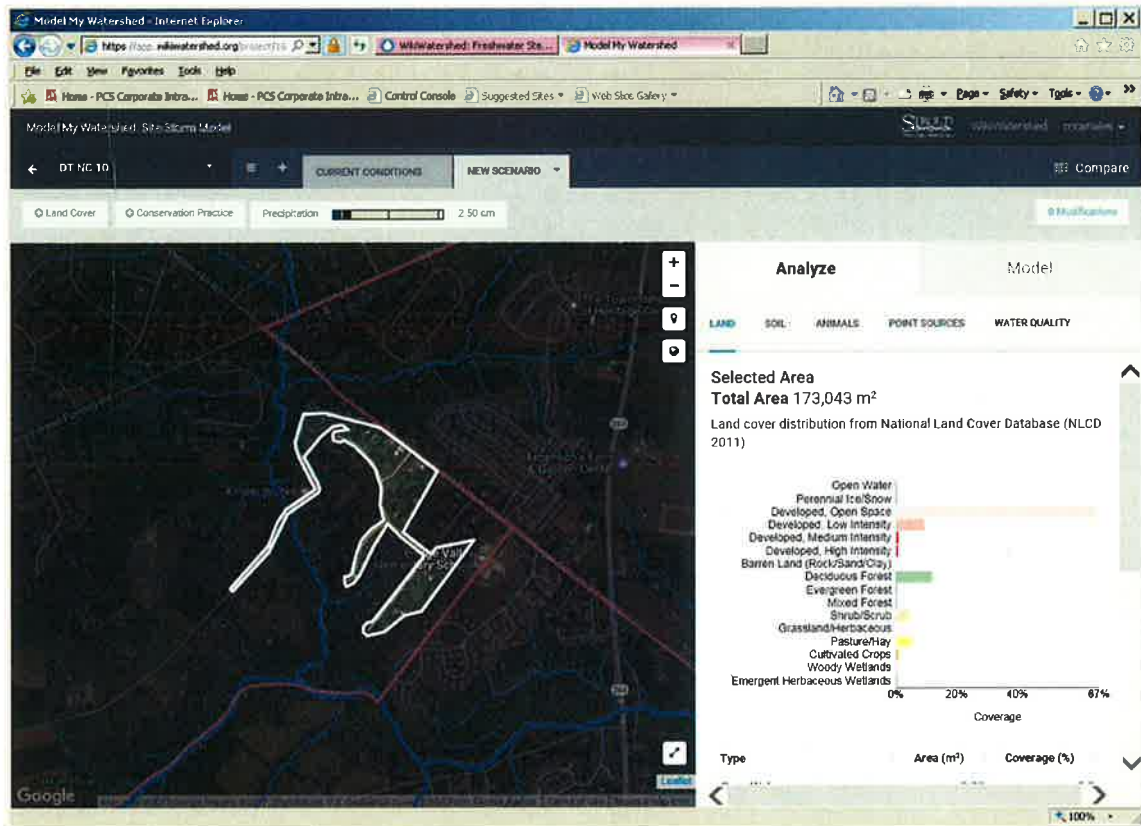 Model My Watershed - Internet Explorer
WikiWatershed: Freshwater Ste...
Model My Watershed
File Edit View Favorites Tools Help
Home - PCS Corporate Intra... Home - PCS Corporate Intra... Control Console Suggested Sites Web Slice Gallery
Page Safety Tools
Model My Watershed Site Storm Model
DT NC 10
CURRENT CONDITIONS
NEW SCENARIO
Compare
Land Cover
Conservation Practice
Precipitation
2.50 cm
0 Modifications
Analyze
Model
LAND
SOIL
ANIMALS
POINT SOURCES
WATER QUALITY
Selected Area
Total Area 173,043 m²
Land cover distribution from National Land Cover Database (NLCD
2011)
Open Water
Perennial Ice/Snow
Developed, Open Space
Developed, Low Intensity
Developed, Medium Intensity
Developed, High Intensity
Barren Land (Rock/Sand/Clay)
Deciduous Forest
Evergreen Forest
Mixed Forest
Shrub/Scrub
Grassland/Herbaceous
Pasture/Hay
Cultivated Crops
Woody Wetlands
Emergent Herbaceous Wetlands
0% 20% 40% 67%
Coverage
Type Area (m²) Coverage (%)
Google
Leaflet
100%